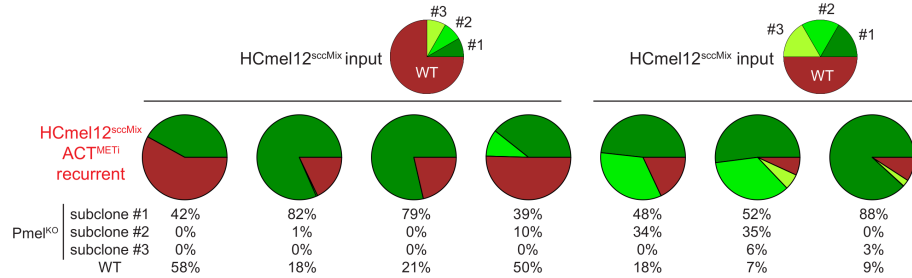 #3
#2
#1
HCmel12sccMix input
WT
#2
#3
#1
HCmel12sccMix input
WT
HCmel12sccMix
ACTMETi
recurrent
PmelKO
subclone #1 42% 82% 79% 39% 48% 52% 88%
subclone #2 0% 1% 0% 10% 34% 35% 0%
subclone #3 0% 0% 0% 0% 0% 6% 3%
WT 58% 18% 21% 50% 18% 7% 9%